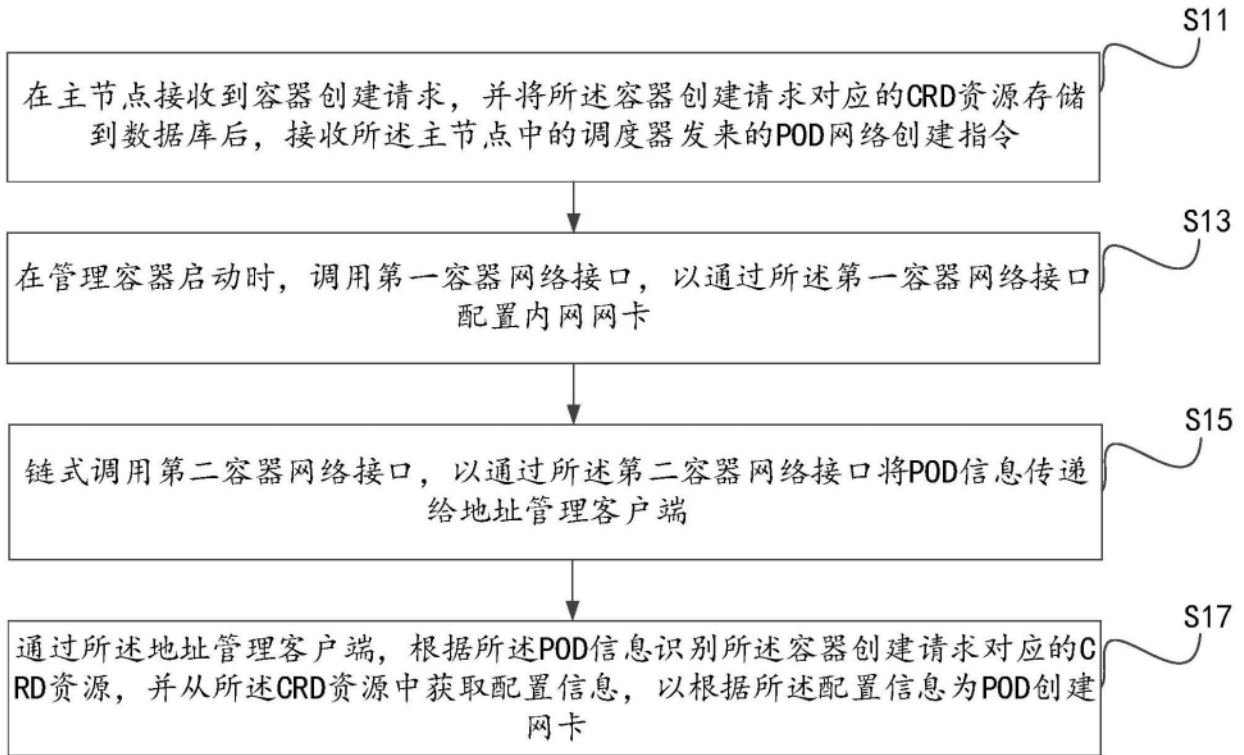 S11
在主节点接收到容器创建请求，并将所述容器创建请求对应的CRD资源存储
到数据库后，接收所述主节点中的调度器发来的POD网络创建指令
S13
在管理容器启动时，调用第一容器网络接口，以通过所述第一容器网络接口
配置内网网卡
S15
链式调用第二容器网络接口，以通过所述第二容器网络接口将POD信息传递
给地址管理客户端
S17
通过所述地址管理客户端，根据所述POD信息识别所述容器创建请求对应的C
RD资源，并从所述CRD资源中获取配置信息，以根据所述配置信息为POD创建
网卡